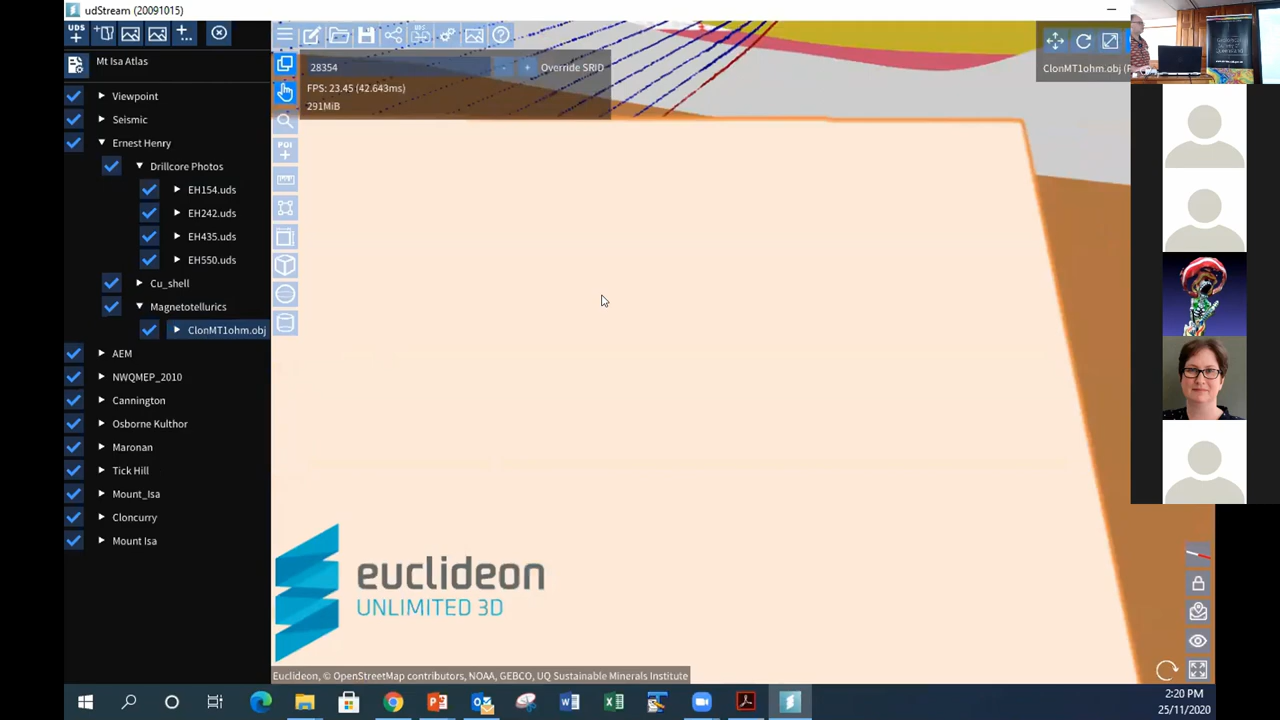 udStream (20091015)
UDS
Mt Isa Atlas
Viewpoint
Seismic
Ernest Henry
Drillcore Photos
EH154.uds
EH242.uds
EH435.uds
EH550.uds
Cu_shell
Magnetotellurics
ClonMT1ohm.obj
AEM
NWQMEP_2010
Cannington
Osborne Kulthor
Maronan
Tick Hill
Mount_Isa
Cloncurry
Mount Isa
28354
- + Override SRID
FPS: 23.45 (42.643ms)
291MiB
POI
ClonMT1ohm.obj (P
euclideon
UNLIMITED 3D
Euclideon, © OpenStreetMap contributors, NOAA, GEBCO, UQ Sustainable Minerals Institute
2:20 PM
25/11/2020